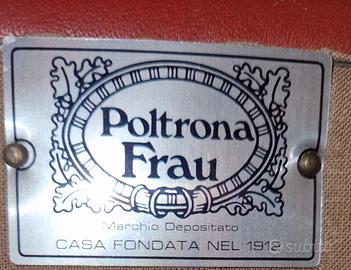 Poltrona
Frau
Marchio Depositato
CASA FONDATA NEL 1912
subito